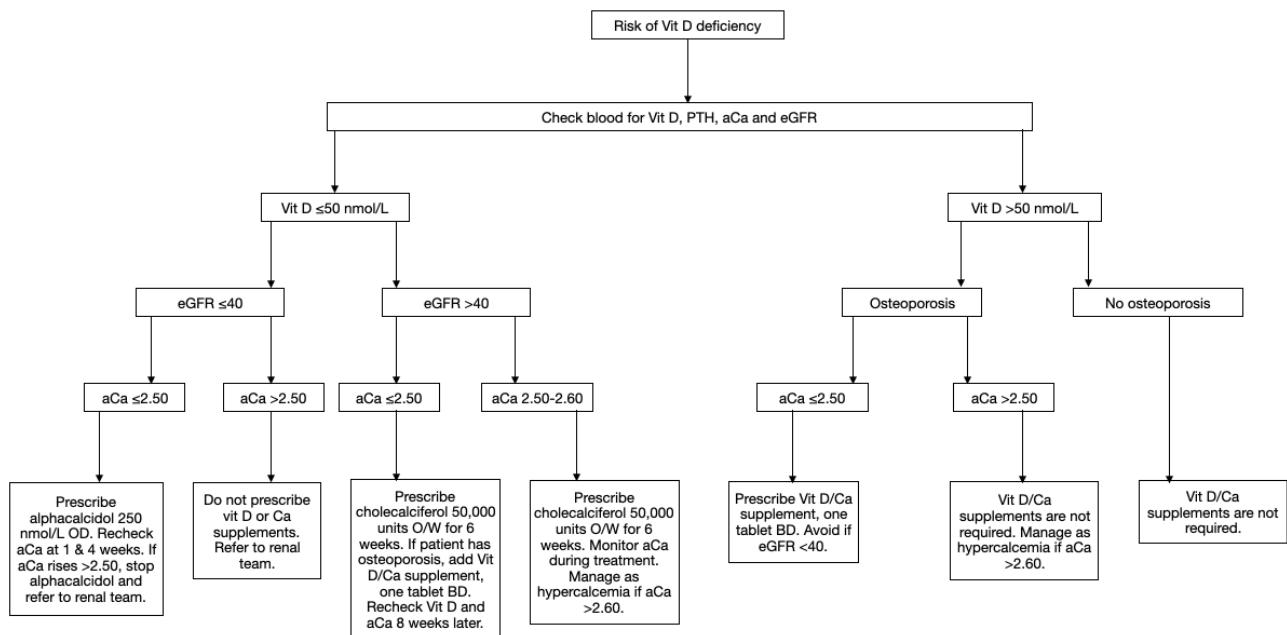 Risk of Vit D deficiency
Check blood for Vit D, PTH, aCa and eGFR
Vit D ≤50 nmol/L
Vit D >50 nmol/L
eGFR ≤40
eGFR >40
Osteoporosis
No osteoporosis
aCa ≤2.50
aCa >2.50
aCa ≤2.50
aCa 2.50-2.60
aCa ≤2.50
aCa >2.50
Prescribe
alphacalcidol 250
nmol/L OD. Recheck
aCa at 1 & 4 weeks. If
aCa rises >2.50, stop
alphacalcidol and
refer to renal team.
Do not prescribe
vit D or Ca
supplements.
Refer to renal
team.
Prescribe
cholecalciferol 50,000
units O/W for 6
weeks. If patient has
osteoporosis, add Vit
D/Ca supplement,
one tablet BD.
Recheck Vit D and
aCa 8 weeks later.
Prescribe
cholecalciferol 50,000
units O/W for 6
weeks. Monitor aCa
during treatment.
Manage as
hypercalcemia if aCa
>2.60.
Prescribe Vit D/Ca
supplement, one
tablet BD. Avoid if
eGFR <40.
Vit D/Ca
supplements are not
required. Manage as
hypercalcemia if aCa
>2.60.
Vit D/Ca
supplements are
not required.